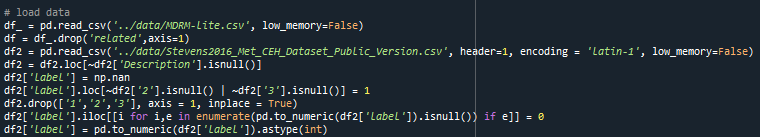 # load data
df_ = pd.read_csv('../data/MDRM-lite.csv', low_memory=False)
df = df_.drop('related',axis=1)
df2 = pd.read_csv('../data/Stevens2016_Met_CEH_Dataset_Public_Version.csv', header=1, encoding = 'latin-1', low_memory=False)
df2 = df2.loc[~df2['Description'].isnull()]
df2['Label'] = np.nan
df2['Label'].loc[~df2['2'].isnull() | ~df2['3'].isnull()] = 1
df2.drop(['1','2','3'], axis = 1, inplace = True)
df2['Label'].iloc[[i for i,e in enumerate(pd.to_numeric(df2['Label']).isnull()) if e]] = 0
df2['Label'] = pd.to_numeric(df2['Label']).astype(int)